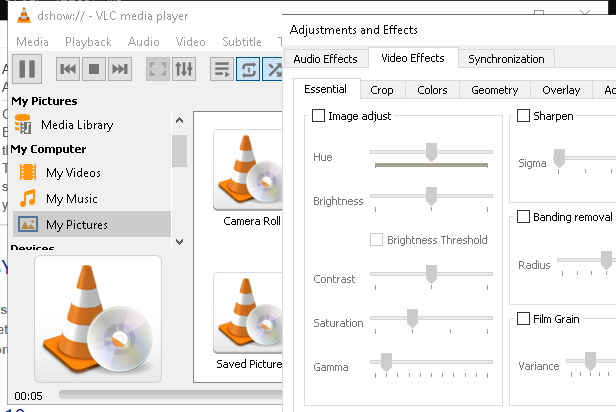 dshow:// - VLC media player
Media Playback Audio Video Subtitle T
My Pictures
Media Library
My Computer
My Videos
My Music
My Pictures
Devices
Camera Roll
Saved Picture
00:05
Adjustments and Effects
Audio Effects Video Effects Synchronization
Essential Crop Colors Geometry Overlay
Image adjust
Hue
Brightness
Brightness Threshold
Contrast
Saturation
Gamma
Sharpen
Sigma
Banding removal
Radius
Film Grain
Variance